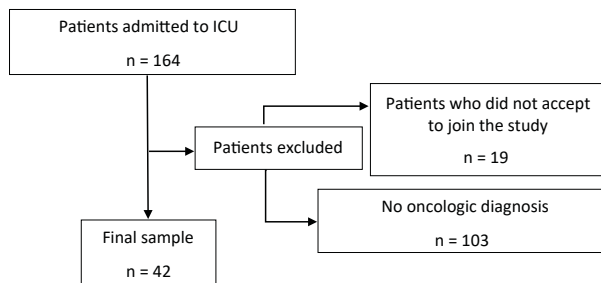 Patients admitted to ICU
n = 164
Patients who did not accept
to join the study
n = 19
Patients excluded
No oncologic diagnosis
n = 103
Final sample
n = 42